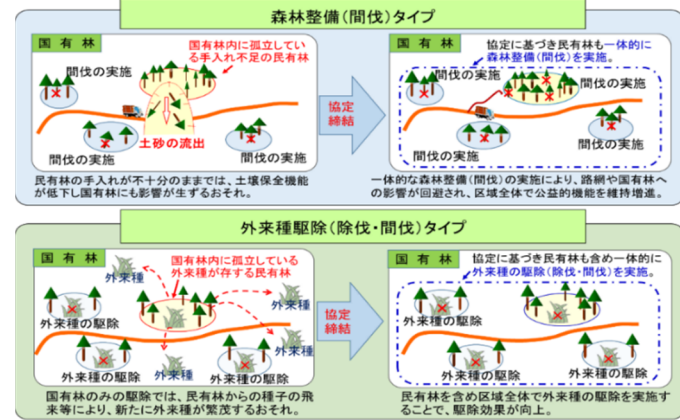 森林整備(間伐)タイプ
国有林
国有林内に孤立している
手入れ不足の民有林
間伐の実施
間伐の実施
間伐の実施
土砂の流出
民有林の手入れが不十分のままでは、土壌保全機能
が低下し国有林にも影響が生ずるおそれ。
協定
締結
国有林
協定に基づき民有林も一体的に
森林整備(間伐)を実施。
間伐の実施
間伐の実施
間伐の実施
間伐の実施
一体的な森林整備(間伐)の実施により、路網や国有林へ
の影響が回避され、区域全体で公益的機能を維持増進。
外来種駆除(除伐・間伐)タイプ
国有林
国有林内に孤立している
外来種が存する民有林
外来種
外来種
外来種
外来種
外来種の駆除
外来種の駆除
外来種の駆除
国有林のみの駆除では、民有林からの種子の飛
来等により、新たに外来種が繁茂するおそれ。
協定
締結
国有林
協定に基づき民有林も含め一体的に
外来種の駆除(除伐・間伐)を実施。
外来種の駆除
外来種の駆除
外来種の駆除
外来種の駆除
民有林を含め区域全体で外来種の駆除を実施す
ることで、駆除効果が向上。